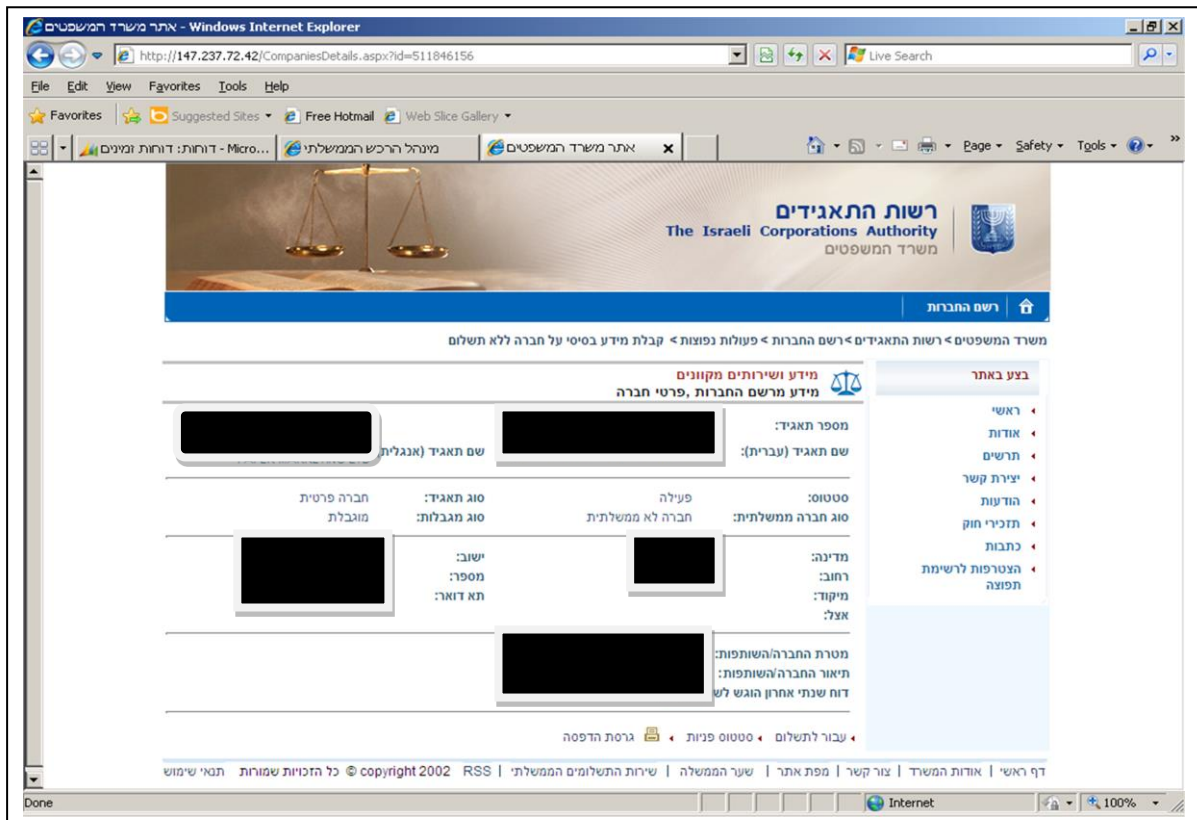 אתר משרד המשפטים - Windows Internet Explorer
http://147.237.72.42/CompaniesDetails.aspx?id=511846156
Live Search
File Edit View Favorites Tools Help
Favorites Suggested Sites Free Hotmail Web Slice Gallery
דוחות: דוחות זמינים - Micro...
מינהל הרכש הממשלתי
אתר משרד המשפטים
Page Safety Tools
רשות התאגידים
The Israeli Corporations Authority
משרד המשפטים
רשם החברות
משרד המשפטים > רשות התאגידים > רשם החברות > פעולות נפוצות > קבלת מידע בסיסי על חברה ללא תשלום
בצע באתר
ראשי
אודות
תרשים
יצירת קשר
הודעות
תזכירי חוק
כתבות
הצטרפות לרשימת
תפוצה
מידע ושירותים מקוונים
מידע מרשם החברות ,פרטי חברה
מספר תאגיד:
שם תאגיד (עברית): שם תאגיד (אנגלית
סטטוס: פעילה סוג תאגיד: חברה פרטית
סוג חברה ממשלתית: חברה לא ממשלתית סוג מגבלות: מוגבלת
מדינה: ישוב:
רחוב: מספר:
מיקוד: תא דואר:
אצל:
מטרת החברה/השותפות:
תיאור החברה/השותפות:
דוח שנתי אחרון הוגש לש
עבור לתשלום סטטוס פניות גרסת הדפסה
דף ראשי | אודות המשרד | צור קשר | מפת אתר | שער הממשלה | שירות התשלומים הממשלתי | RSS copyright 2002 © כל הזכויות שמורות תנאי שימוש
Done Internet 100%